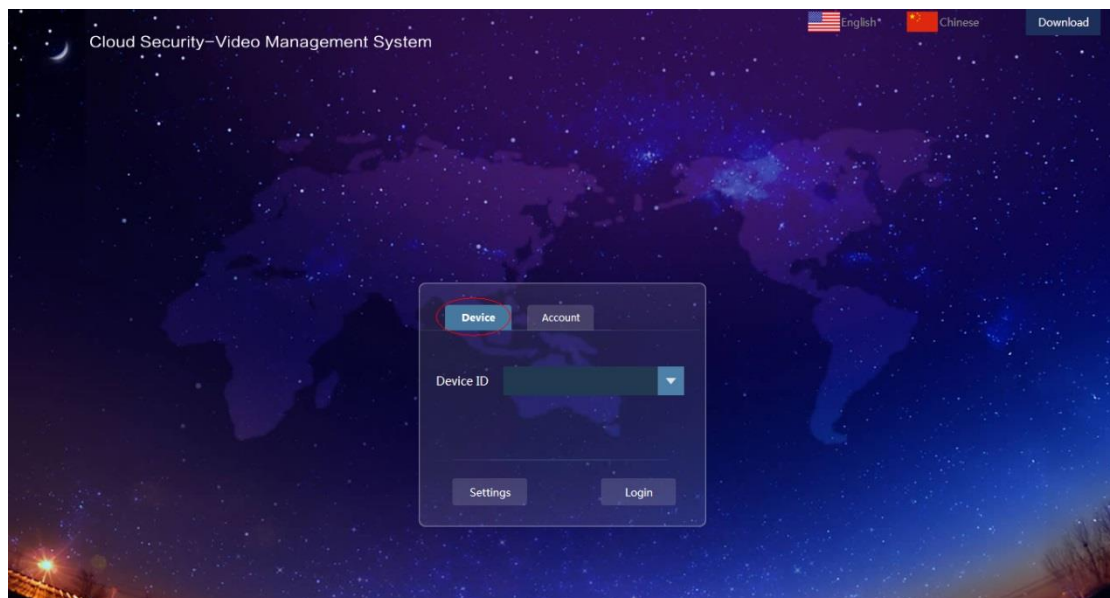 Cloud Security-Video Management System
English*
Chinese
Download
Device
Account
Device ID
Settings
Login